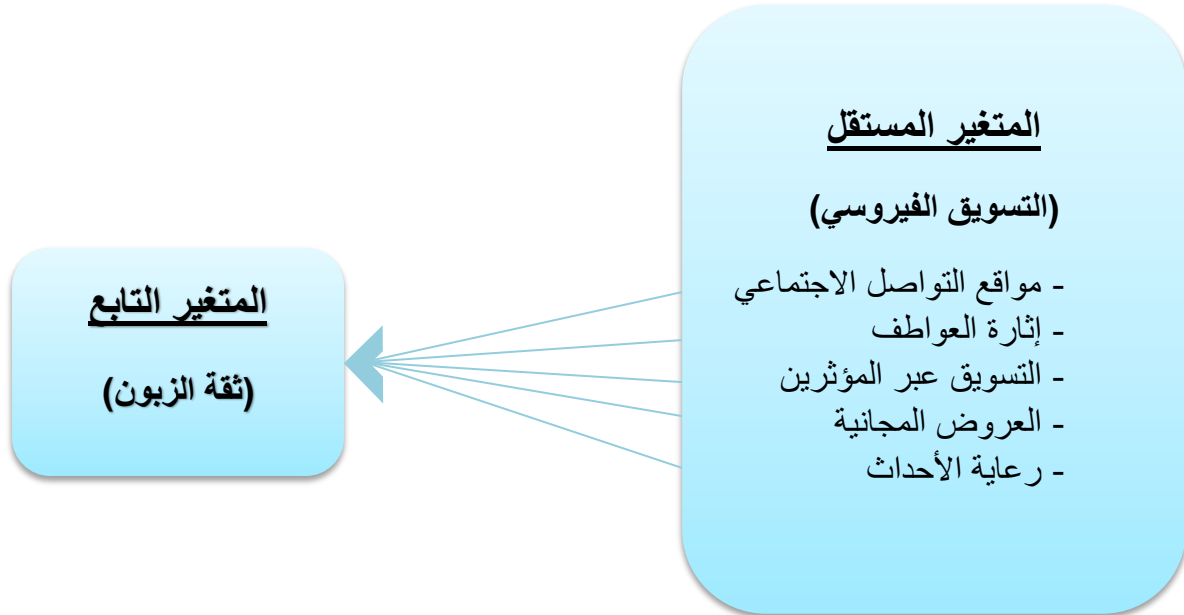 المتغير المستقل
(التسويق الفيروسي)
- مواقع التواصل الاجتماعي
- إثارة العواطف
- التسويق عبر المؤثرين
- العروض المجانية
- رعاية الأحداث
المتغير التابع
(ثقة الزبون)